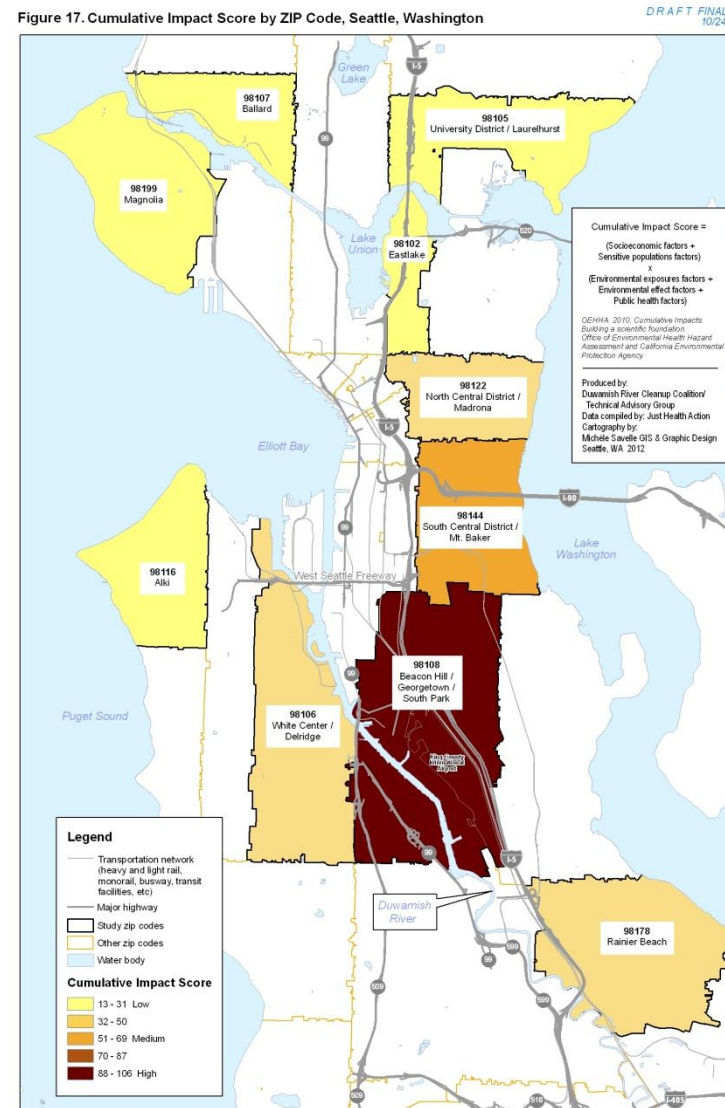 Figure 17. Cumulative Impact Score by ZIP Code, Seattle, Washington
DRAFT FINAL
10/24
Green
Lake
I-5
98107
Ballard
99
98105
University District / Laurelhurst
98199
Magnolia
Lake
Union
98102
Eastlake
520
Cumulative Impact Score =
(Socioeconomic factors +
Sensitive populations factors)
x
(Environmental exposures factors +
Environmental effect factors +
Public health factors)
OEHHA. 2010. Cumulative Impacts:
Building a scientific foundation.
Office of Environmental Health Hazard
Assessment and California Environmental
Protection Agency
Produced by:
Duwamish River Cleanup Coalition/
Technical Advisory Group
Data compiled by: Just Health Action
Cartography by:
Michele Savelle GIS & Graphic Design
Seattle, WA 2012
98122
North Central District /
Madrona
I-5
Elliott Bay
I-90
99
98144
South Central District /
Mt. Baker
Lake
Washington
98116
Alki
West Seattle Freeway
98108
Beacon Hill /
Georgetown /
South Park
99
Puget Sound
98106
White Center /
Delridge
King County
International
Airport
99
I-5
Duwamish
River
98178
Rainier Beach
599
99
509
599
509
518
I-405
Legend
Transportation network
(heavy and light rail,
monorail, busway, transit
facilities, etc)
Major highway
Study zip codes
Other zip codes
Water body
Cumulative Impact Score
13 - 31 Low
32 - 50
51 - 69 Medium
70 - 87
88 - 106 High
N